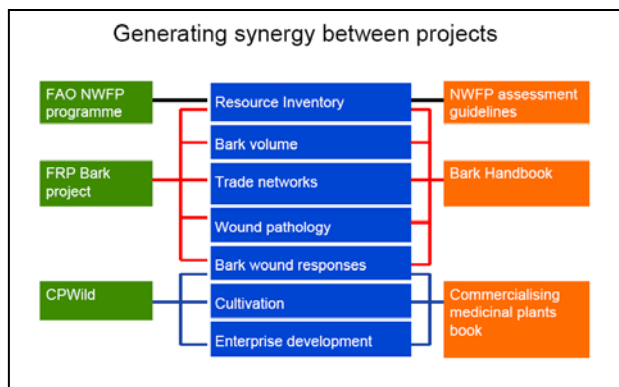 Generating synergy between projects
FAO NWFP
programme
FRP Bark
project
CPWild
Resource Inventory
Bark volume
Trade networks
Wound pathology
Bark wound responses
Cultivation
Enterprise development
NWFP assessment
guidelines
Bark Handbook
Commercialising
medicinal plants
book